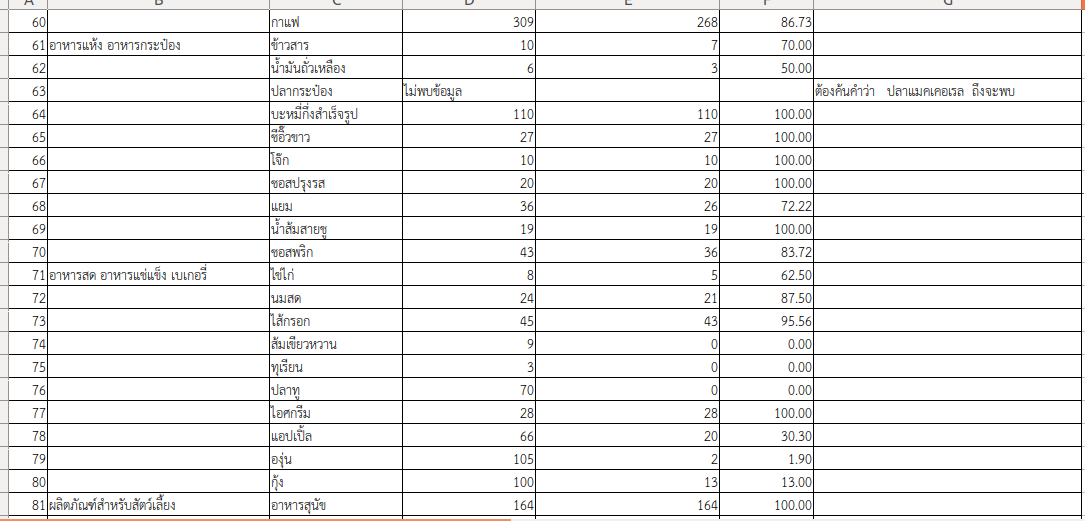 A B C D E F G
60 กาแฟ 309 268 86.73
61 อาหารแห้ง อาหารกระป๋อง ข้าวสาร 10 7 70.00
62 น้ำมันถั่วเหลือง 6 3 50.00
63 ปลากระป๋อง ไม่พบข้อมูล ต้องค้นคำว่า ปลาแมคเคอเรล ถึงจะพบ
64 บะหมี่กึ่งสำเร็จรูป 110 110 100.00
65 ซีอิ๊วขาว 27 27 100.00
66 โจ๊ก 10 10 100.00
67 ซอสปรุงรส 20 20 100.00
68 แยม 36 26 72.22
69 น้ำส้มสายชู 19 19 100.00
70 ซอสพริก 43 36 83.72
71 อาหารสด อาหารแช่แข็ง เบเกอรี่ ไข่ไก่ 8 5 62.50
72 นมสด 24 21 87.50
73 ไส้กรอก 45 43 95.56
74 ส้มเขียวหวาน 9 0 0.00
75 ทุเรียน 3 0 0.00
76 ปลาทู 70 0 0.00
77 ไอศกรีม 28 28 100.00
78 แอปเปิ้ล 66 20 30.30
79 องุ่น 105 2 1.90
80 กุ้ง 100 13 13.00
81 ผลิตภัณฑ์สำหรับสัตว์เลี้ยง อาหารสุนัข 164 164 100.00